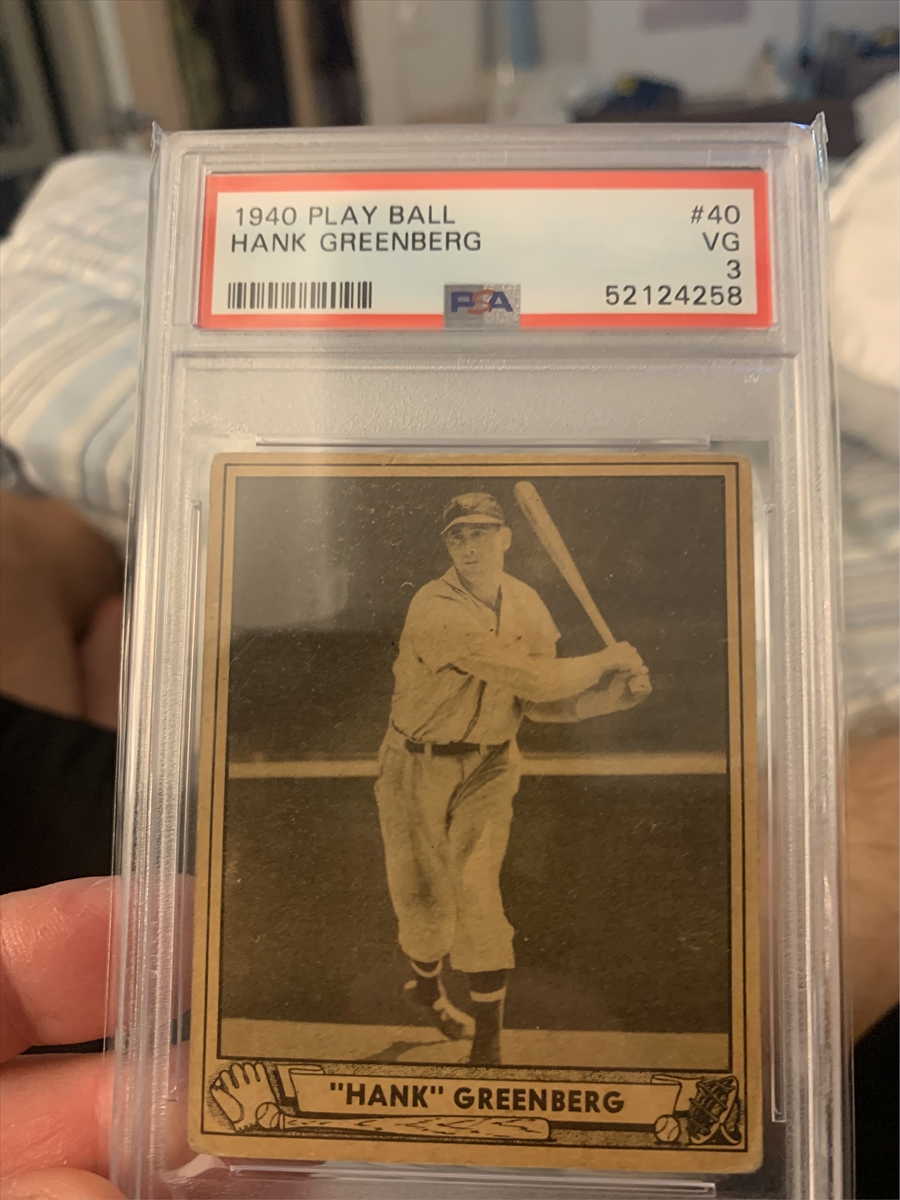 1940 PLAY BALL #40
HANK GREENBERG VG
3
PSA 52124258
"HANK" GREENBERG